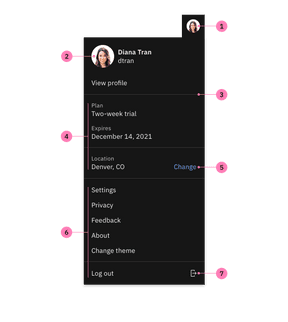 1
2
Diana Tran
dtran
View profile
3
Plan
Two-week trial
4
Expires
December 14, 2021
Location
Denver, CO
Change
5
Settings
Privacy
Feedback
6
About
Change theme
Log out
7